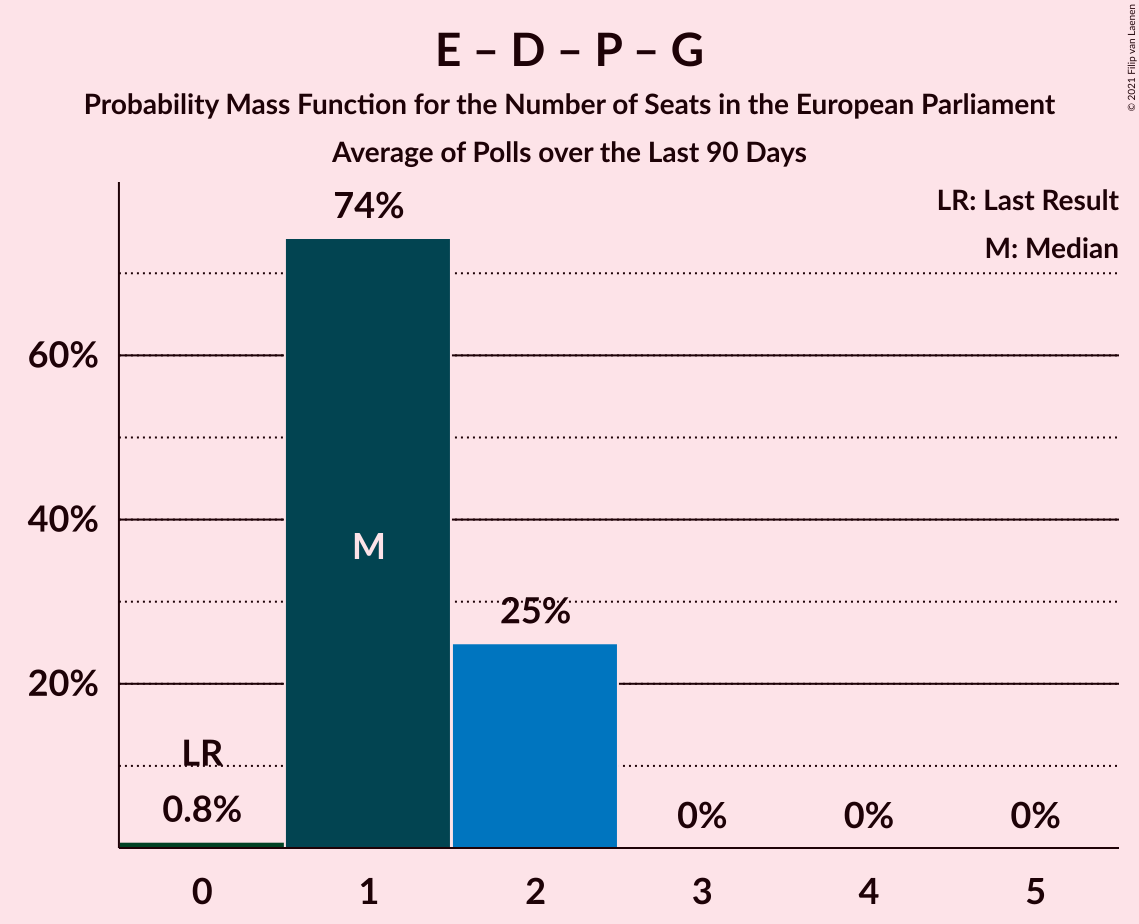 E – D – P – G
Probability Mass Function for the Number of Seats in the European Parliament
Average of Polls over the Last 90 Days
© 2021 Filip van Laenen
LR: Last Result
M: Median
74%
60%
40%
M
25%
20%
LR
0.8%
0%
0%
0%
0
1
2
3
4
5